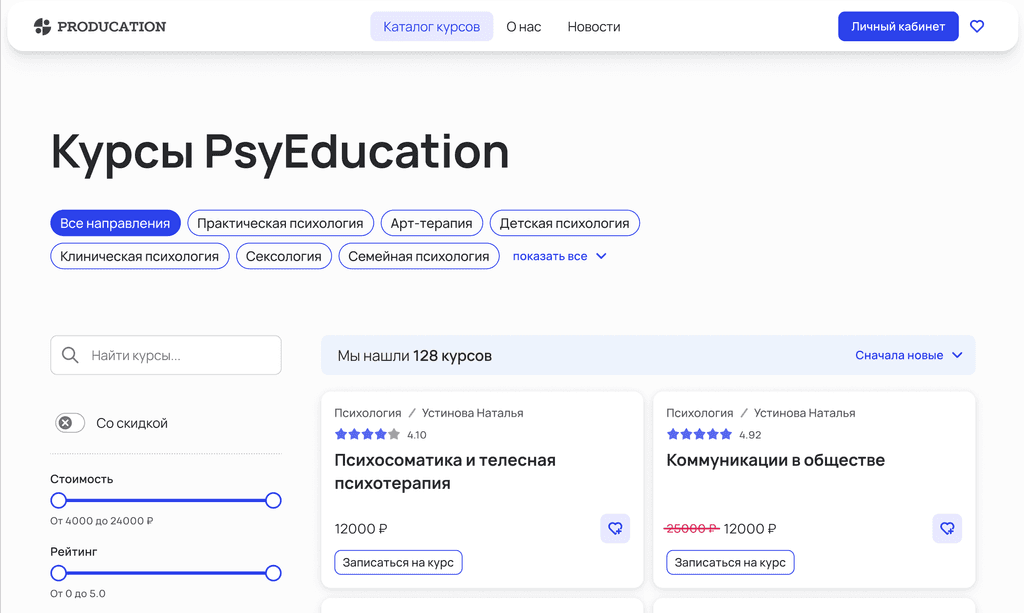 PRODUCATION
Каталог курсов
О нас
Новости
Личный кабинет
Курсы PsyEducation
Все направления
Практическая психология
Арт-терапия
Детская психология
Клиническая психология
Сексология
Семейная психология
показать все
Найти курсы...
Со скидкой
Стоимость
От 4000 до 24000 ₽
Рейтинг
От 0 до 5.0
Мы нашли 128 курсов
Сначала новые
Психология / Устинова Наталья
4.10
Психосоматика и телесная
психотерапия
12000 ₽
Записаться на курс
Психология / Устинова Наталья
4.92
Коммуникации в обществе
25000 ₽ 12000 ₽
Записаться на курс